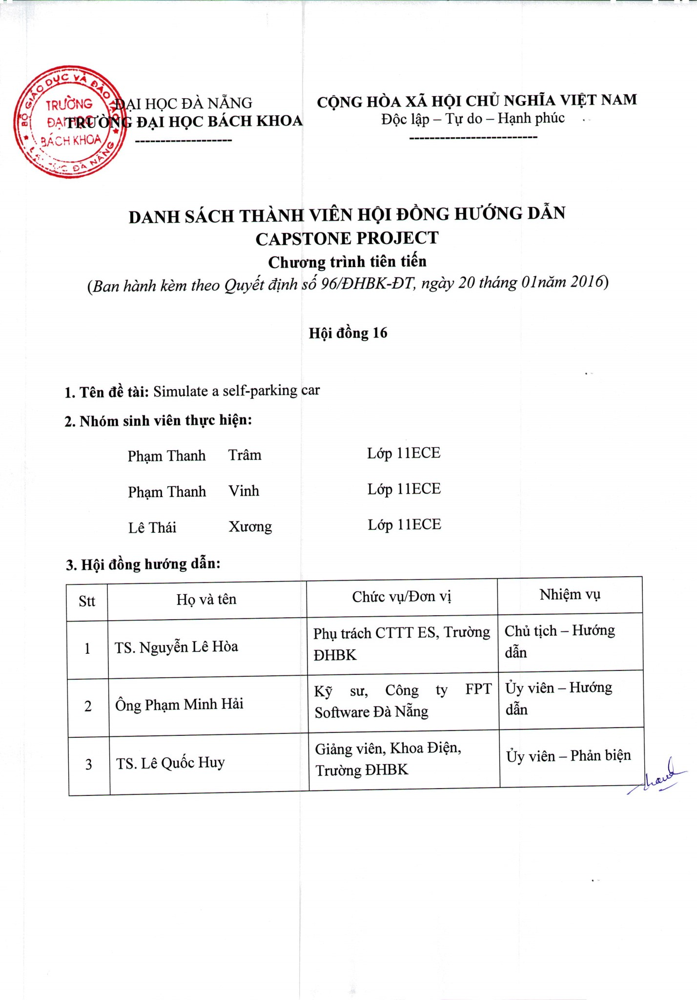 BỘ GIÁO DỤC VÀ ĐÀO TẠO
TRƯỜNG
ĐẠI HỌC
BÁCH KHOA
ĐÀ NẴNG
ĐẠI HỌC ĐÀ NẴNG
TRƯỜNG ĐẠI HỌC BÁCH KHOA
-------------------
CỘNG HÒA XÃ HỘI CHỦ NGHĨA VIỆT NAM
Độc lập – Tự do – Hạnh phúc
-------------------------
DANH SÁCH THÀNH VIÊN HỘI ĐỒNG HƯỚNG DẪN
CAPSTONE PROJECT
Chương trình tiên tiến
(Ban hành kèm theo Quyết định số 96/ĐHBK-ĐT, ngày 20 tháng 01năm 2016)
Hội đồng 16
1. Tên đề tài: Simulate a self-parking car
2. Nhóm sinh viên thực hiện:
Phạm Thanh Trâm Lớp 11ECE
Phạm Thanh Vinh Lớp 11ECE
Lê Thái Xương Lớp 11ECE
3. Hội đồng hướng dẫn:
Stt Họ và tên Chức vụ/Đơn vị Nhiệm vụ
1 TS. Nguyễn Lê Hòa
Phụ trách CTTT ES, Trường
ĐHBK
Chủ tịch – Hướng
dẫn
2 Ông Phạm Minh Hải
Kỹ sư, Công ty FPT
Software Đà Nẵng
Ủy viên – Hướng
dẫn
3 TS. Lê Quốc Huy
Giảng viên, Khoa Điện,
Trường ĐHBK
Ủy viên – Phản biện